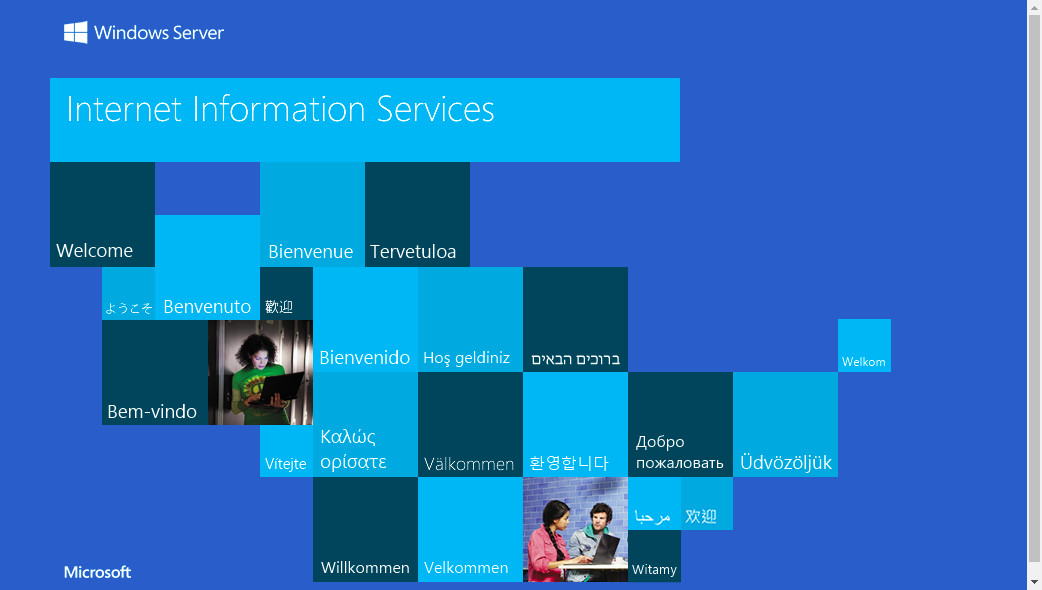 Windows Server
Internet Information Services
Welcome
Bienvenue
Tervetuloa
ようこそ
Benvenuto
歡迎
Bienvenido
Hoş geldiniz
ברוכים הבאים
Welkom
Bem-vindo
Vítejte
Καλώς
ορίσατε
Välkommen
환영합니다
Добро
пожаловать
Üdvözöljük
Willkommen
Velkommen
مرحبا
欢迎
Witamy
Microsoft